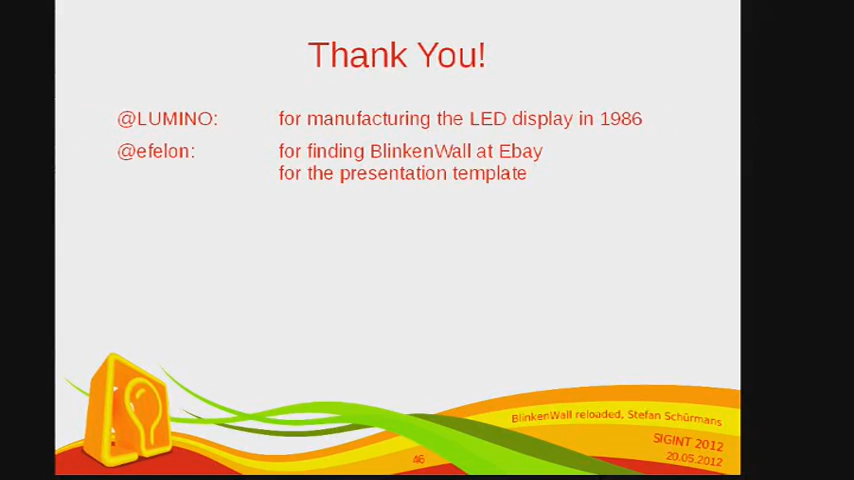 Thank You!
@LUMINO: for manufacturing the LED display in 1986
@efelon: for finding BlinkenWall at Ebay
for the presentation template
BlinkenWall reloaded, Stefan Schürmans
SIGINT 2012
46
20.05.2012